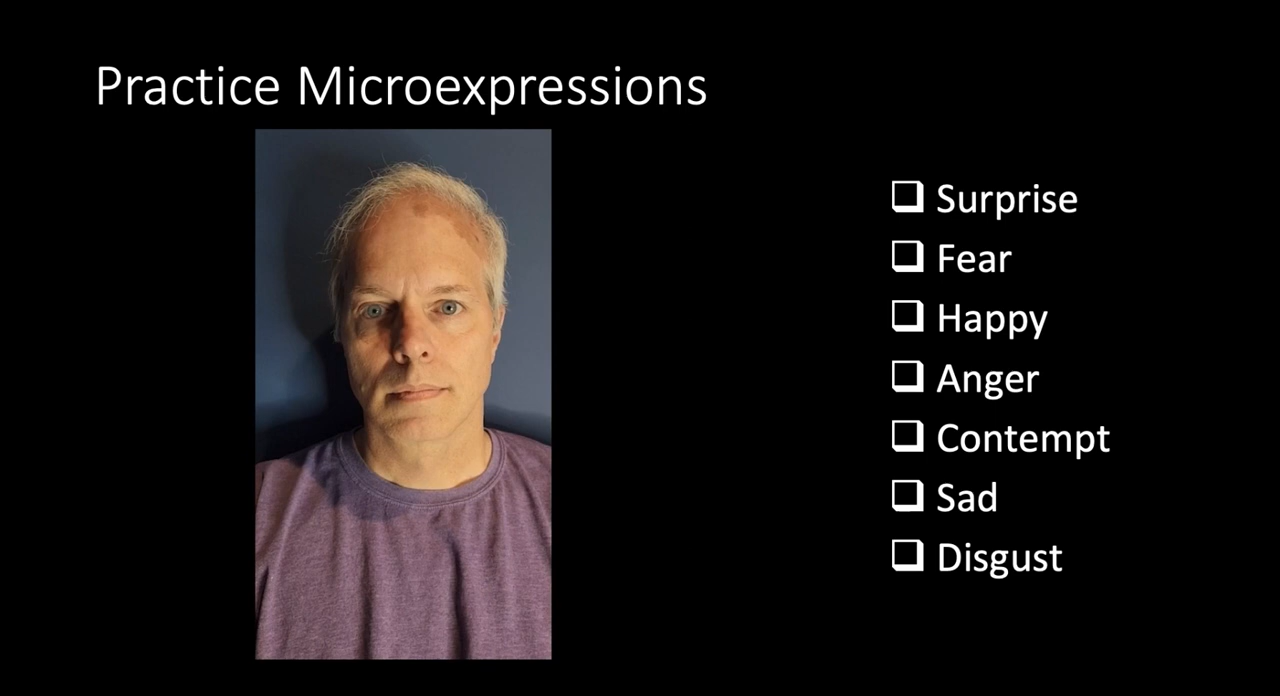 Practice Microexpressions
Surprise
Fear
Happy
Anger
Contempt
Sad
Disgust